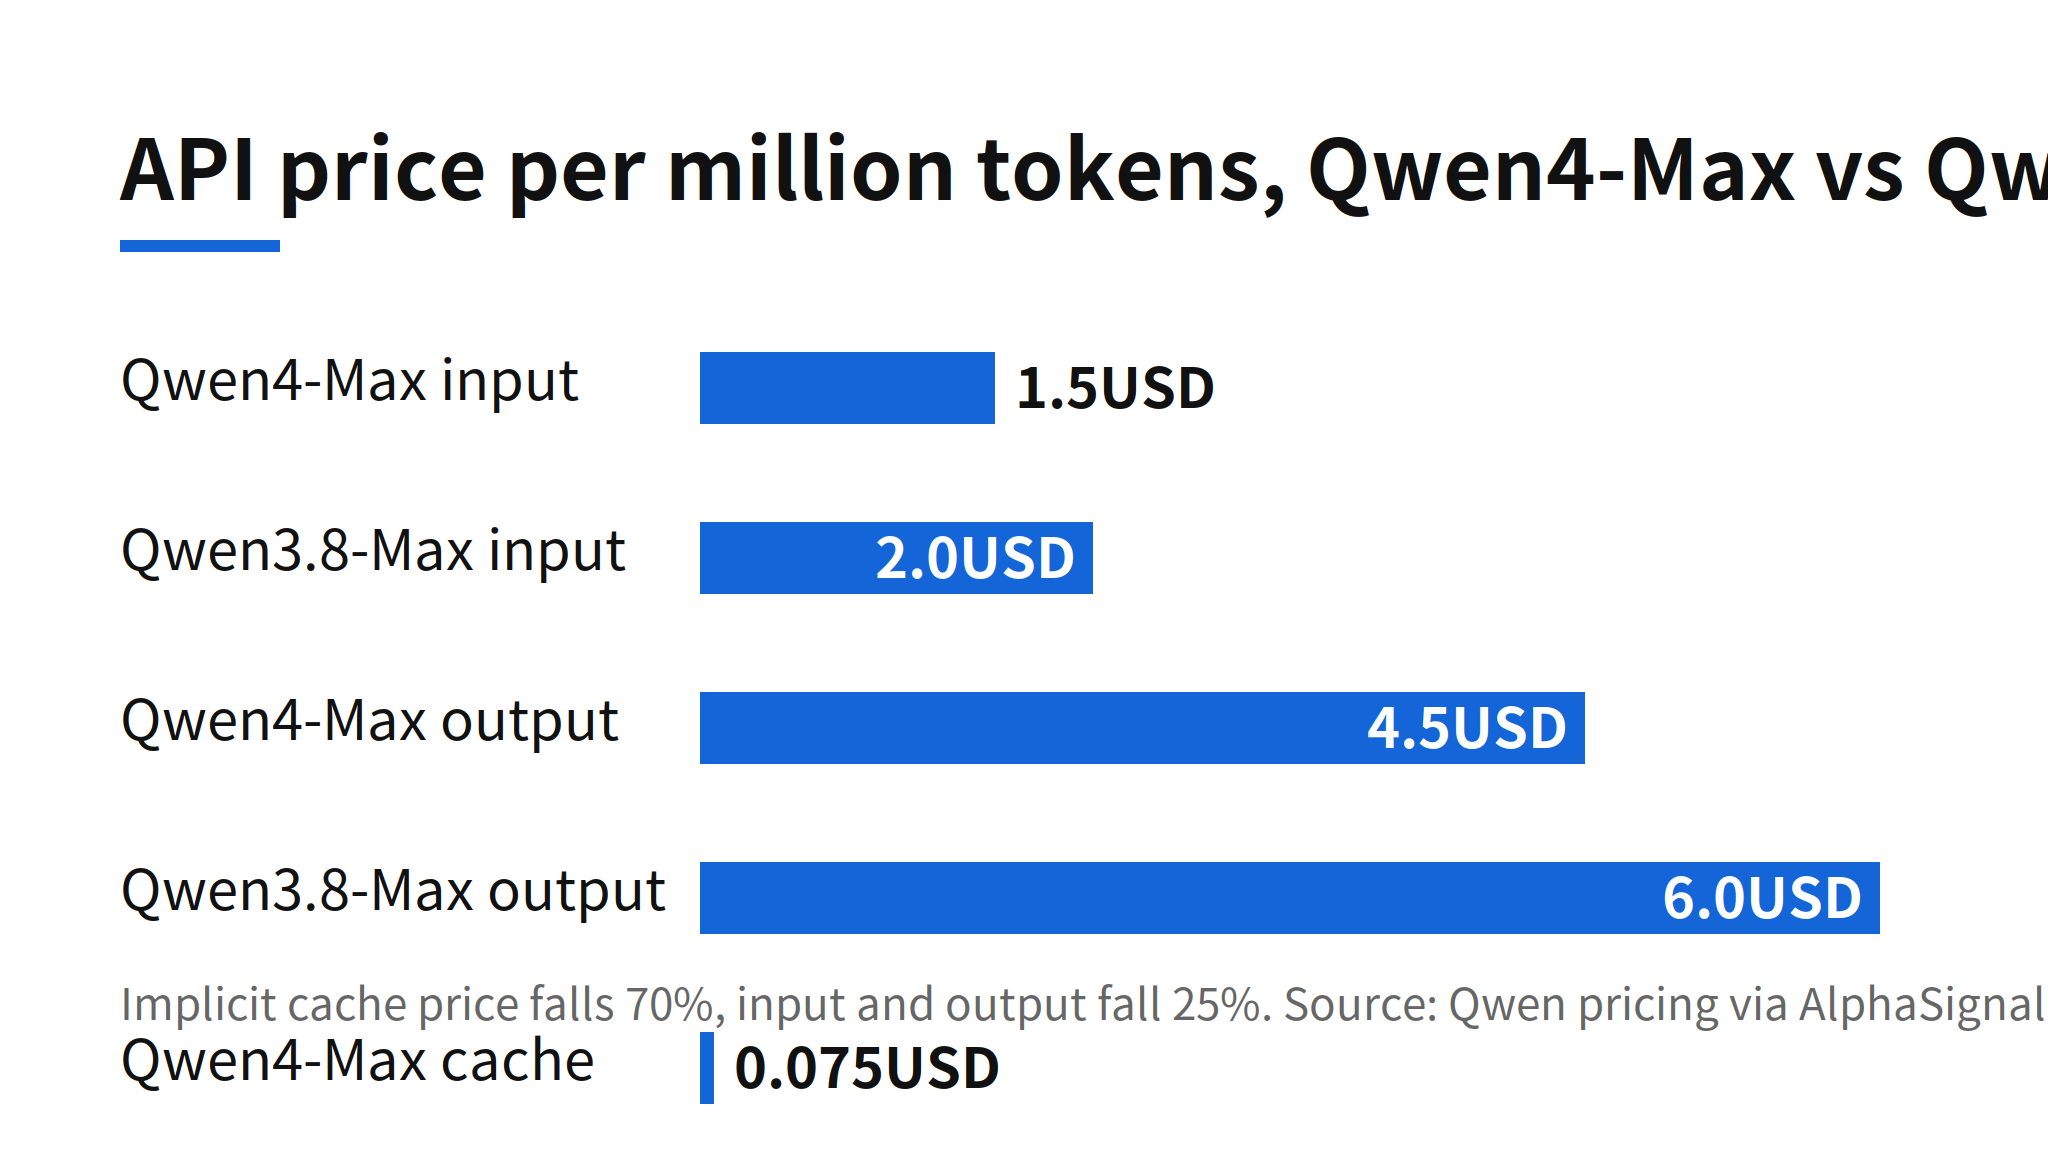 API price per million tokens, Qwen4-Max vs Qw
Qwen4-Max input 1.5USD
Qwen3.8-Max input 2.0USD
Qwen4-Max output 4.5USD
Qwen3.8-Max output 6.0USD
Implicit cache price falls 70%, input and output fall 25%. Source: Qwen pricing via AlphaSignal
Qwen4-Max cache 0.075USD